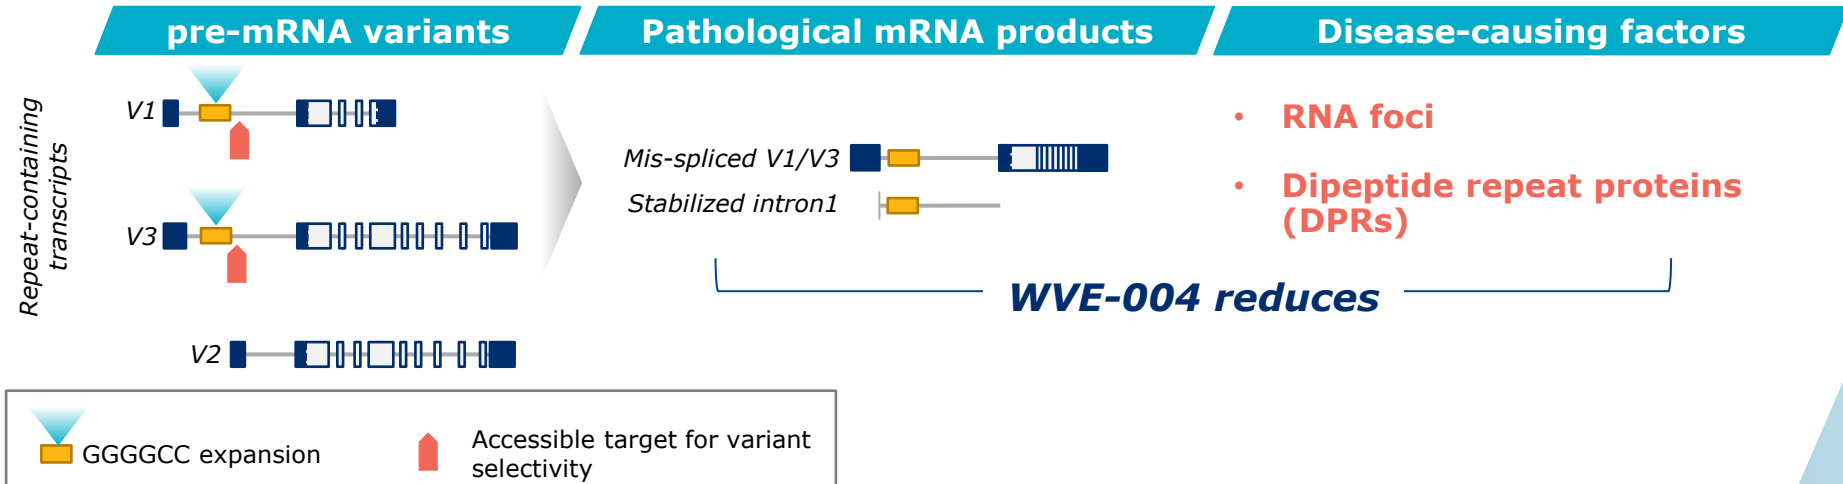 pre-mRNA variants
Pathological mRNA products
Disease-causing factors
Repeat-containing
transcripts
V1
V3
V2
Mis-spliced V1/V3
Stabilized intron1
• RNA foci
• Dipeptide repeat proteins
(DPRs)
WVE-004 reduces
GGGGCC expansion
Accessible target for variant
selectivity